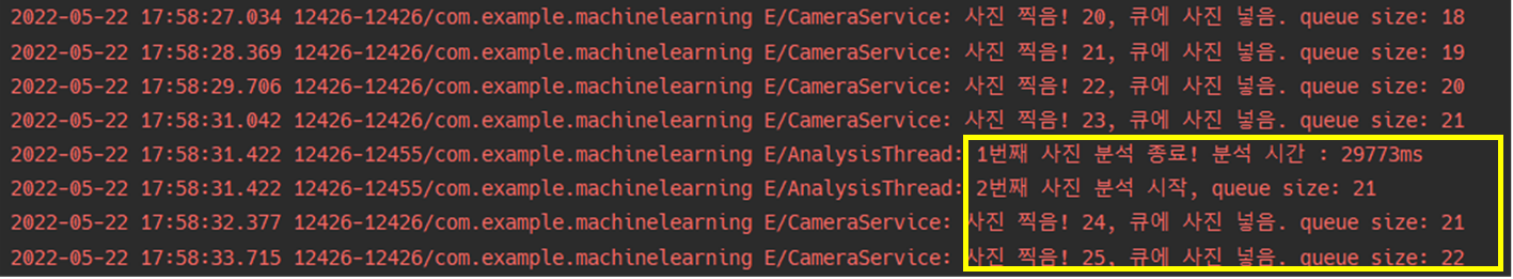 2022-05-22 17:58:27.034 12426-12426/com.example.machinelearning E/CameraService: 사진 찍음! 20, 큐에 사진 넣음. queue size: 18
2022-05-22 17:58:28.369 12426-12426/com.example.machinelearning E/CameraService: 사진 찍음! 21, 큐에 사진 넣음. queue size: 19
2022-05-22 17:58:29.706 12426-12426/com.example.machinelearning E/CameraService: 사진 찍음! 22, 큐에 사진 넣음. queue size: 20
2022-05-22 17:58:31.042 12426-12426/com.example.machinelearning E/CameraService: 사진 찍음! 23, 큐에 사진 넣음. queue size: 21
2022-05-22 17:58:31.422 12426-12455/com.example.machinelearning E/AnalysisThread: 1번째 사진 분석 종료! 분석 시간 : 29773ms
2022-05-22 17:58:31.422 12426-12455/com.example.machinelearning E/AnalysisThread: 2번째 사진 분석 시작, queue size: 21
2022-05-22 17:58:32.377 12426-12426/com.example.machinelearning E/CameraService: 사진 찍음! 24, 큐에 사진 넣음. queue size: 21
2022-05-22 17:58:33.715 12426-12426/com.example.machinelearning E/CameraService: 사진 찍음! 25, 큐에 사진 넣음. queue size: 22